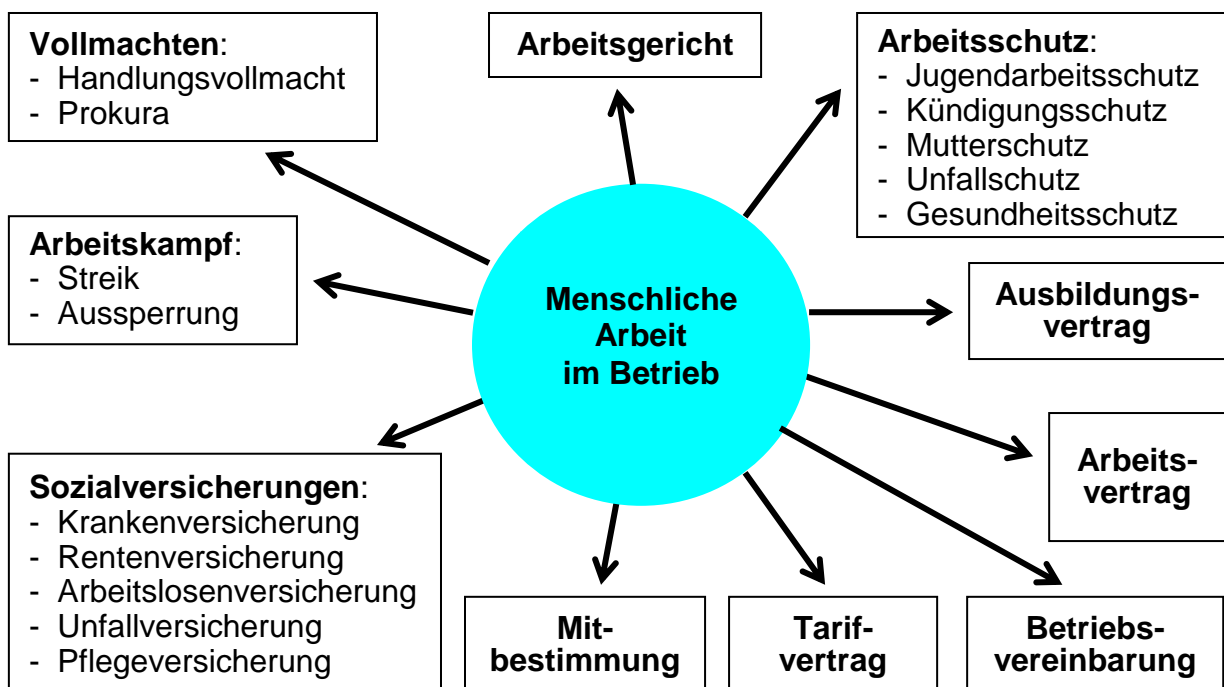 Vollmachten:
- Handlungsvollmacht
- Prokura
Arbeitsgericht
Arbeitsschutz:
- Jugendarbeitsschutz
- Kündigungsschutz
- Mutterschutz
- Unfallschutz
- Gesundheitsschutz
Arbeitskampf:
- Streik
- Aussperrung
Menschliche
Arbeit
im Betrieb
Ausbildungs-
vertrag
Arbeits-
vertrag
Sozialversicherungen:
- Krankenversicherung
- Rentenversicherung
- Arbeitslosenversicherung
- Unfallversicherung
- Pflegeversicherung
Mit-
bestimmung
Tarif-
vertrag
Betriebs-
vereinbarung